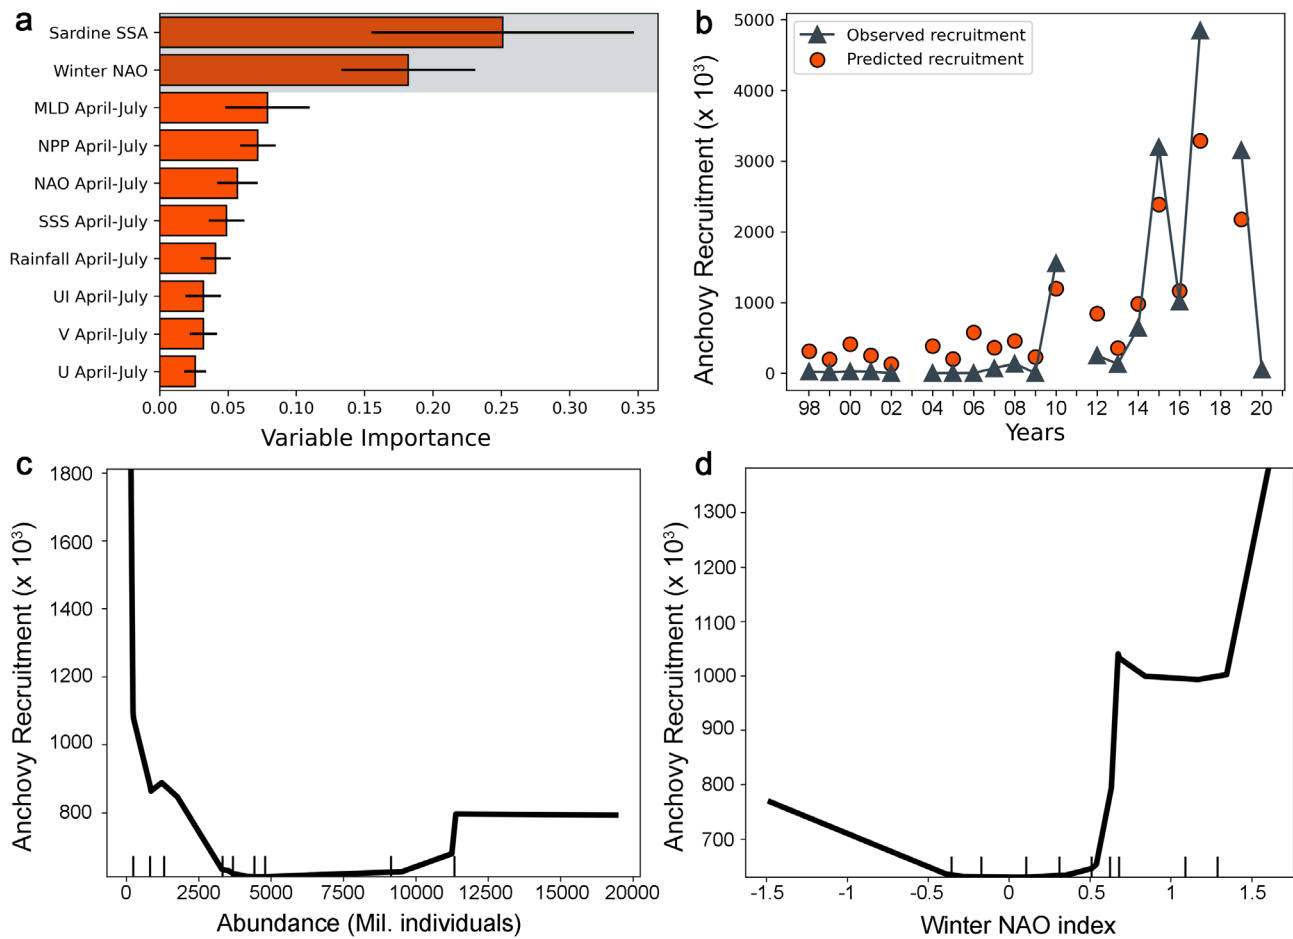 a
Sardine SSA
Winter NAO
MLD April-July
NPP April-July
NAO April-July
SSS April-July
Rainfall April-July
UI April-July
V April-July
U April-July
0.00 0.05 0.10 0.15 0.20 0.25 0.30 0.35
Variable Importance
b
Observed recruitment
Predicted recruitment
Anchovy Recruitment (x 10³)
5000
4000
3000
2000
1000
0
98 00 02 04 06 08 10 12 14 16 18 20
Years
c
Anchovy Recruitment (x 10³)
1800
1600
1400
1200
1000
800
0 2500 5000 7500 10000 12500 15000 17500 20000
Abundance (Mil. individuals)
d
Anchovy Recruitment (x 10³)
1300
1200
1100
1000
900
800
700
-1.5 -1 -0.5 0 0.5 1 1.5
Winter NAO index